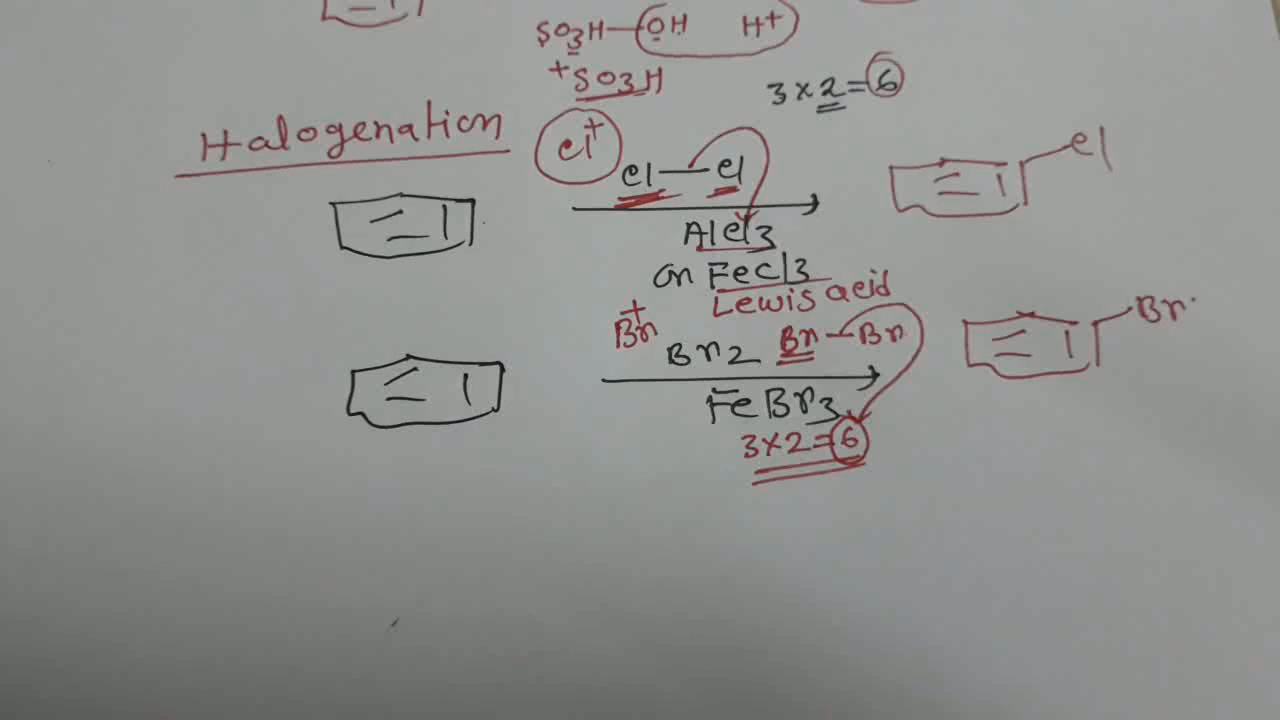 SO3H—OH H+
+SO3H
3×2=6
Halogenation
Cl+
Cl—Cl
Cl
AlCl3
on FeCl3
Lewis acid
Br+
Br2 Br—Br
Br
FeBr3
3×2=6